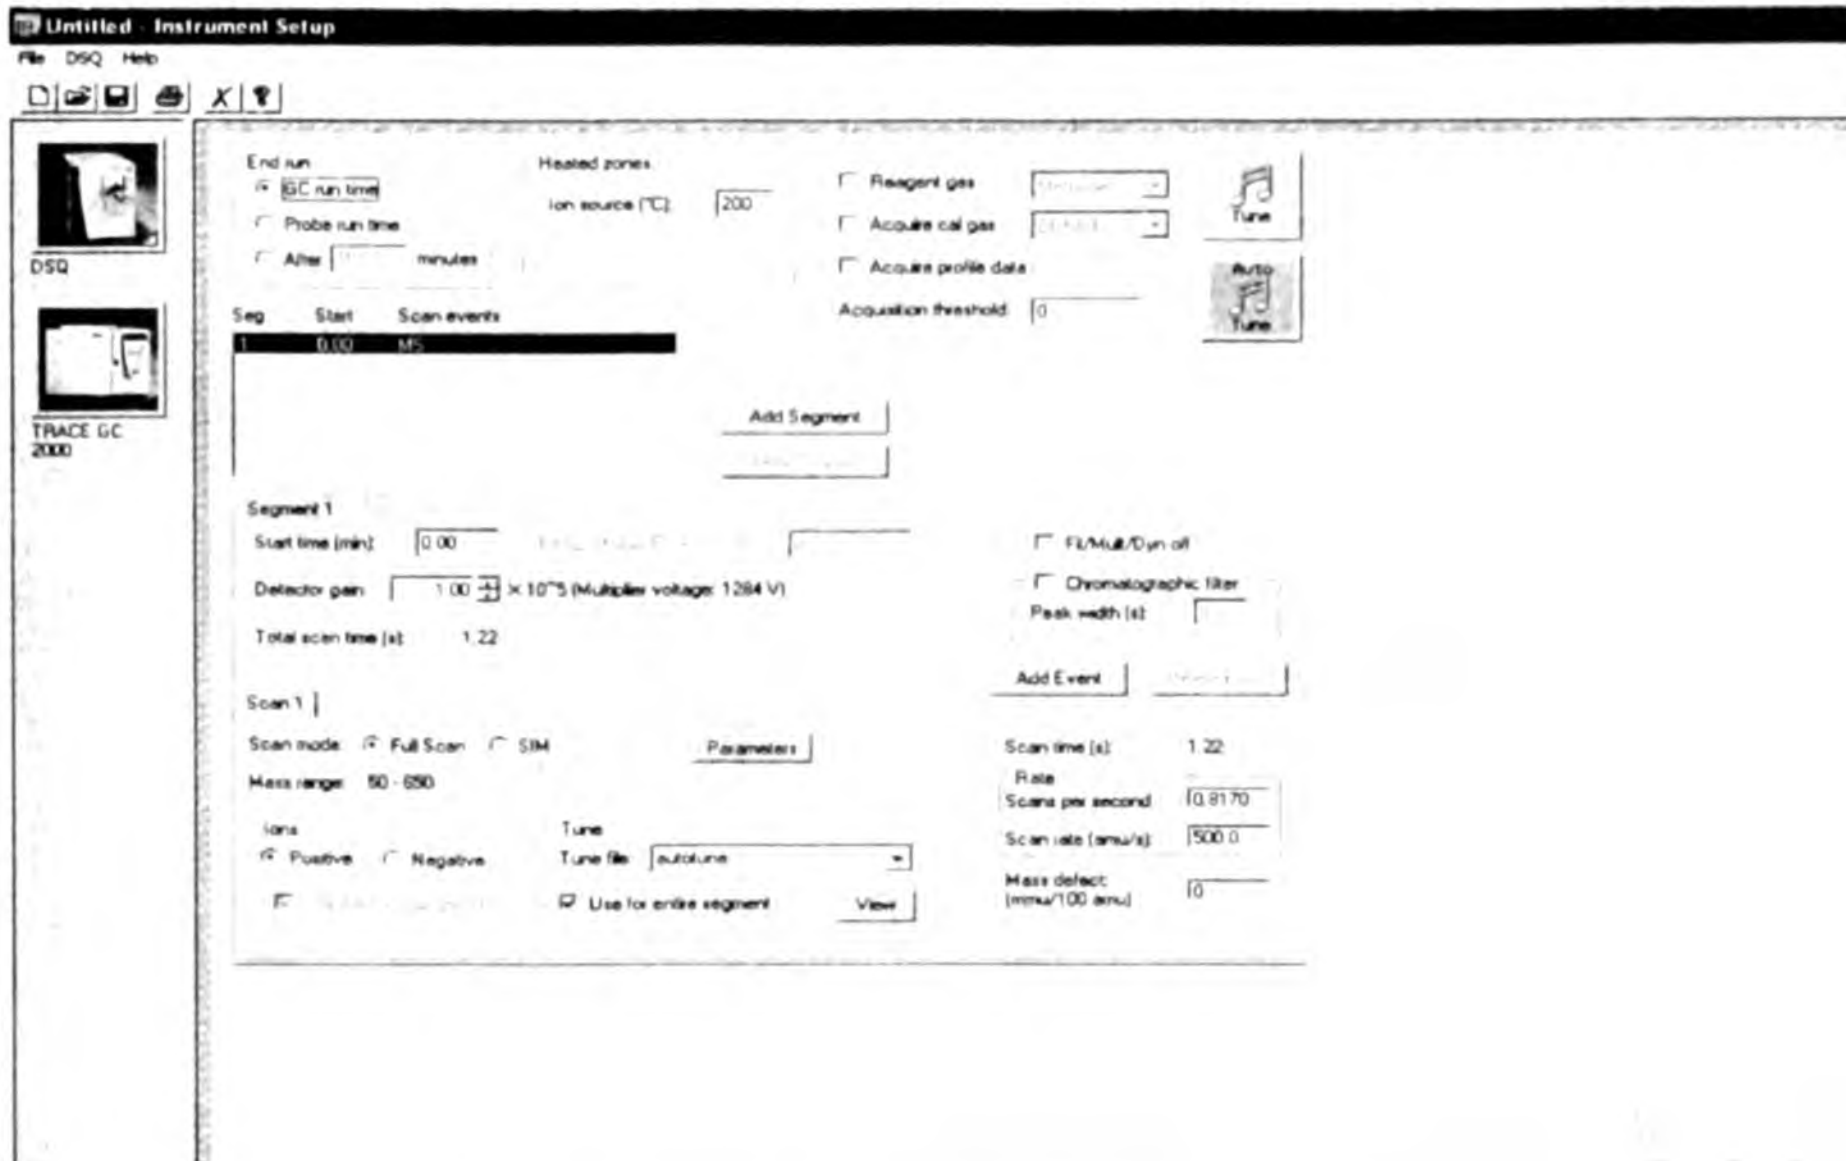 Untitled - Instrument Setup
File DSQ Help
DSQ
TRACE GC
2000
End run
GC run time
Probe run time
After minutes
Heated zones
Ion source (°C): 200
Reagent gas
Acquire cal gas
Acquire profile data
Acquisition threshold: 0
Tune
Auto
Tune
Seg Start Scan events
1 0.00 MS
Add Segment
Segment 1
Start time (min): 0.00
Detector gain: 1.00 × 10^5 (Multiplier voltage: 1284 V)
Total scan time (s): 1.22
Fil/Mult/Dyn off
Chromatographic filter
Peak width (s):
Add Event
Scan 1
Scan mode: Full Scan SIM
Parameters
Mass range: 50 - 650
Ions
Positive Negative
Tune
Tune file: autotune
Use for entire segment
View
Scan time (s): 1.22
Rate
Scans per second: 0.8170
Scan rate (amu/s): 500.0
Mass defect:
(mmu/100 amu) 0